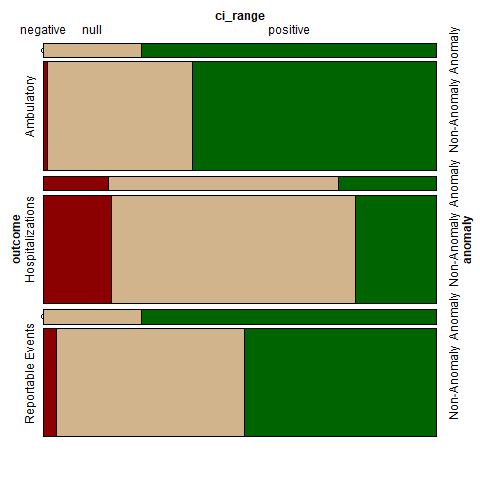 ci_range
negative null positive
outcome
Ambulatory
Hospitalizations
Reportable Events
anomaly
Anomaly
Non-Anomaly
Anomaly
Non-Anomaly
Anomaly
Non-Anomaly